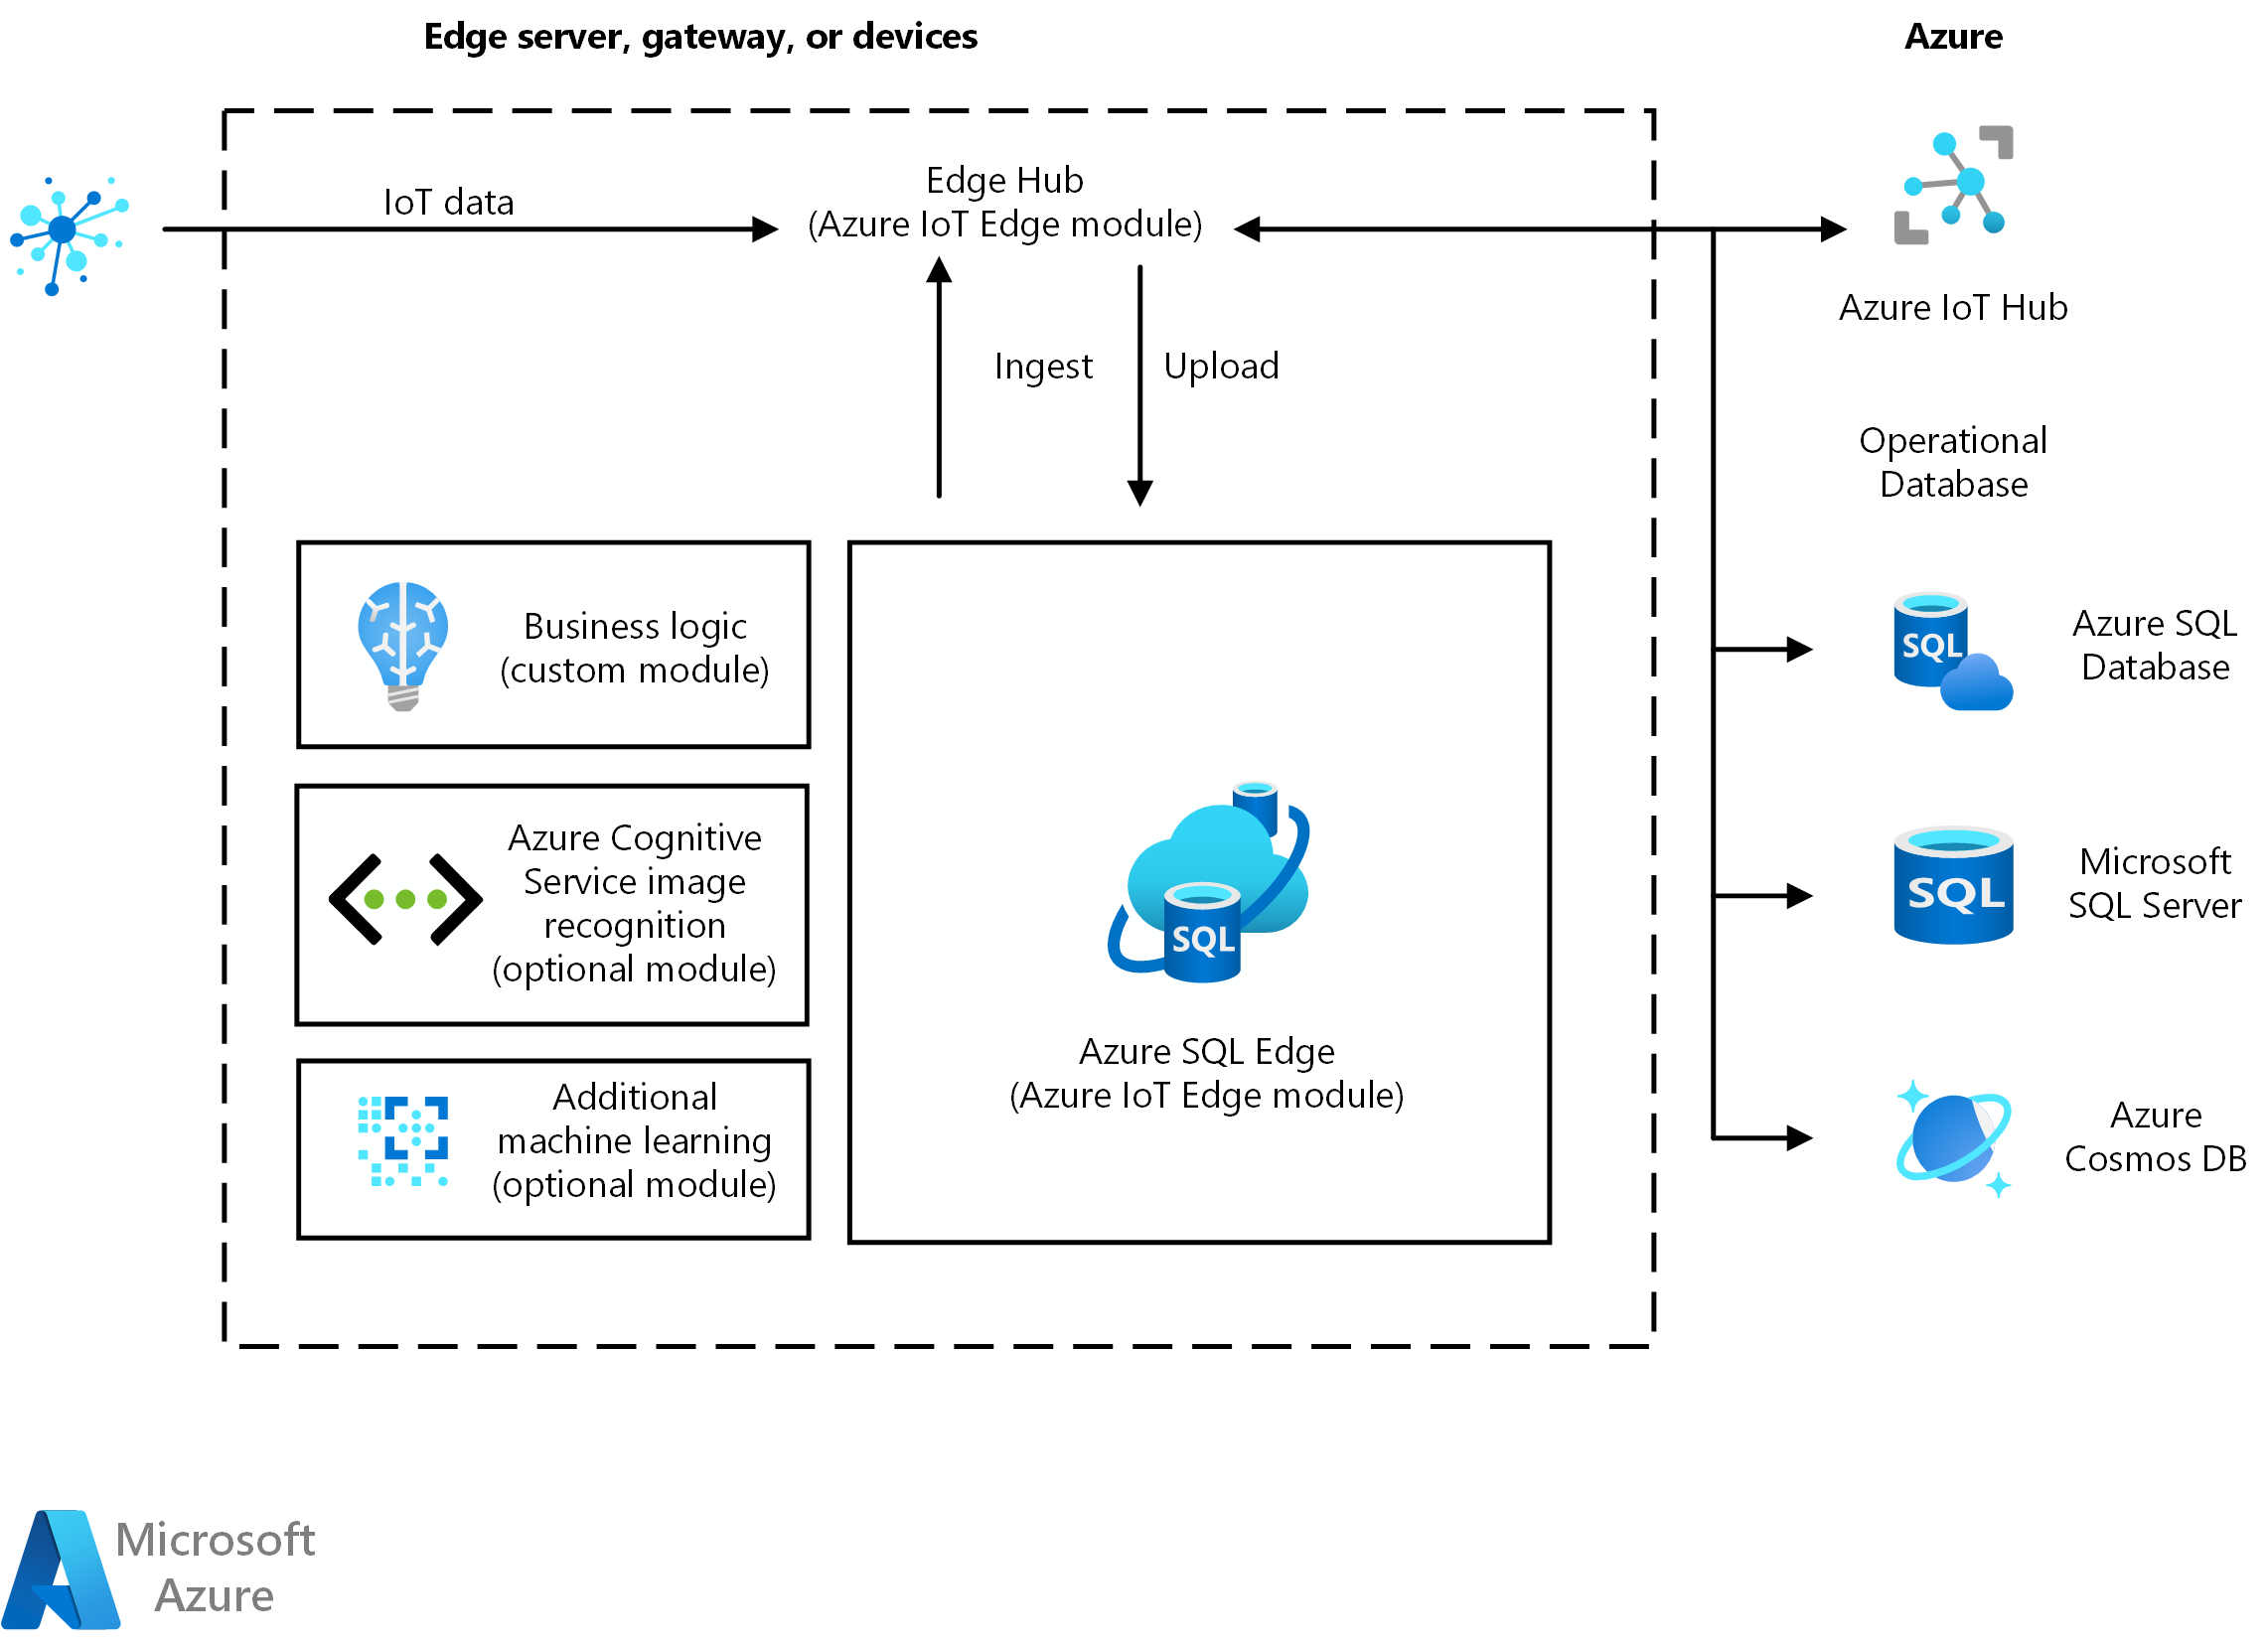 Edge server, gateway, or devices
Azure
IoT data
Edge Hub
(Azure IoT Edge module)
Azure IoT Hub
Ingest
Upload
Operational
Database
Business logic
(custom module)
Azure Cognitive
Service image
recognition
(optional module)
Additional
machine learning
(optional module)
SQL
Azure SQL Edge
(Azure IoT Edge module)
SQL
Azure SQL
Database
SQL
Microsoft
SQL Server
Azure
Cosmos DB
Microsoft
Azure